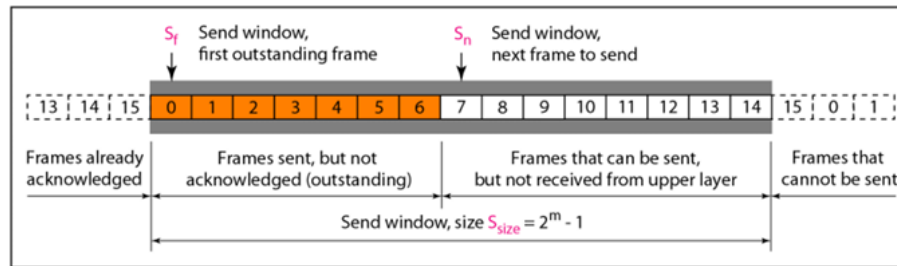 Sf Send window, first outstanding frame
Sn Send window, next frame to send
13 14 15 0 1 2 3 4 5 6 7 8 9 10 11 12 13 14 15 0 1
Frames already acknowledged
Frames sent, but not acknowledged (outstanding)
Frames that can be sent, but not received from upper layer
Frames that cannot be sent
Send window, size Ssize = 2^m - 1